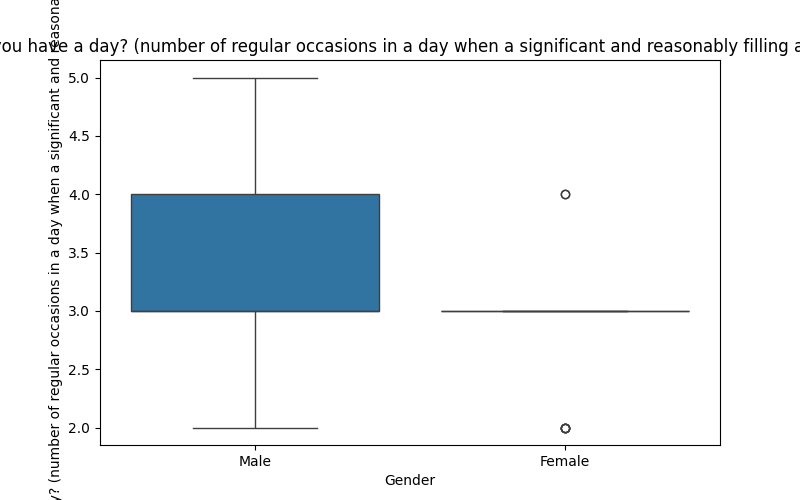 you have a day? (number of regular occasions in a day when a significant and reasonably filling
y? (number of regular occasions in a day when a significant and
5.0
4.5
4.0
3.5
3.0
2.5
2.0
Male Female
Gender